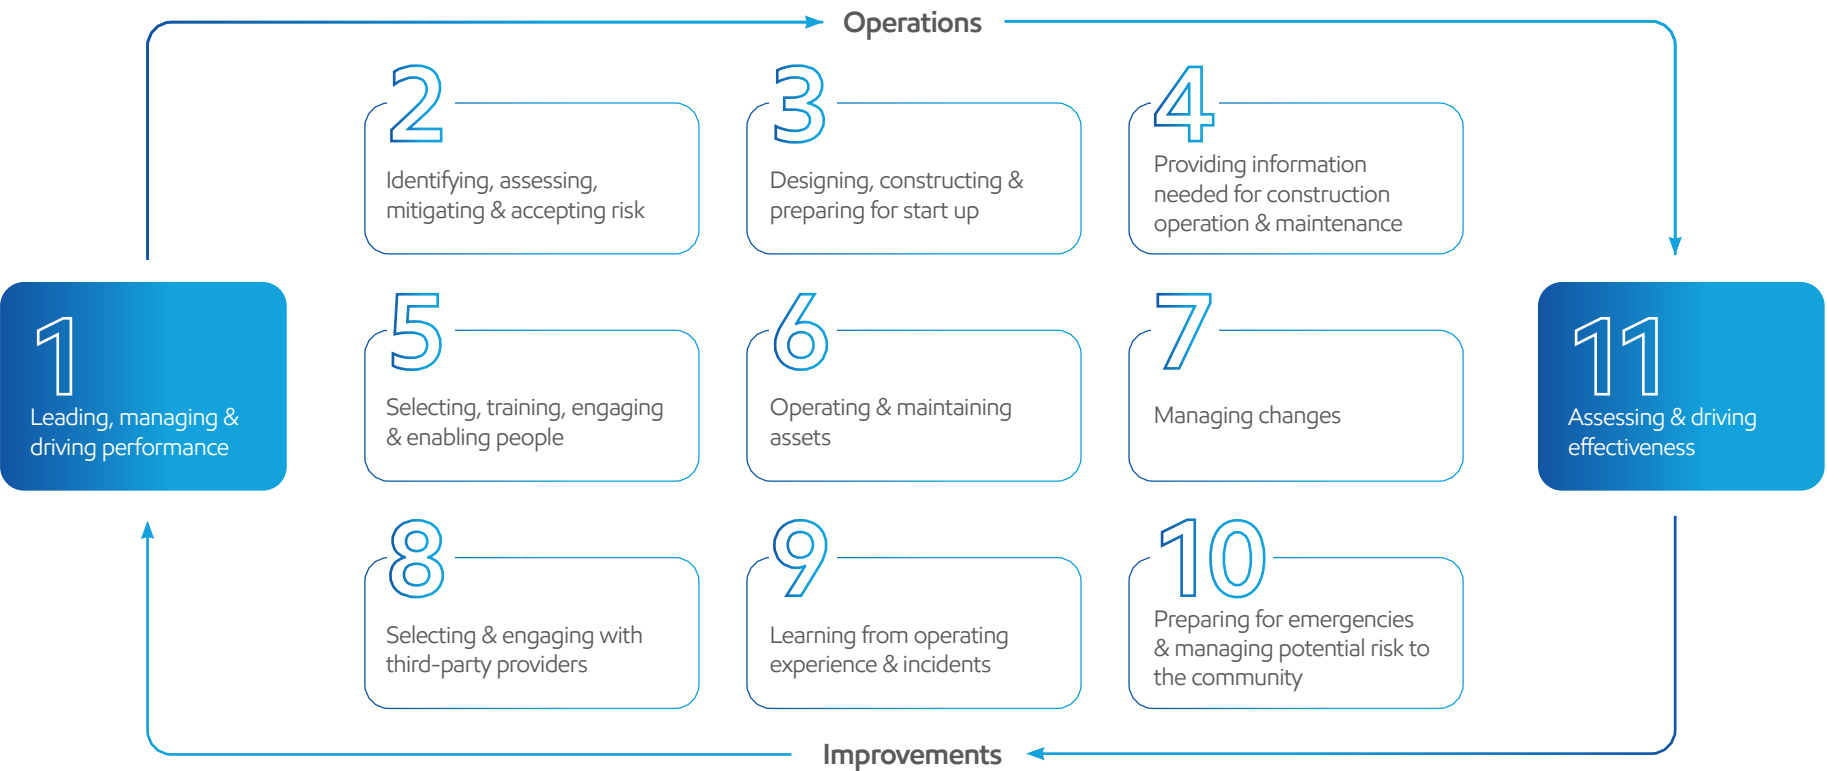 Operations
2
Identifying, assessing,
mitigating & accepting risk
3
Designing, constructing &
preparing for start up
4
Providing information
needed for construction
operation & maintenance
1
Leading, managing &
driving performance
5
Selecting, training, engaging
& enabling people
6
Operating & maintaining
assets
7
Managing changes
11
Assessing & driving
effectiveness
8
Selecting & engaging with
third-party providers
9
Learning from operating
experience & incidents
10
Preparing for emergencies
& managing potential risk to
the community
Improvements